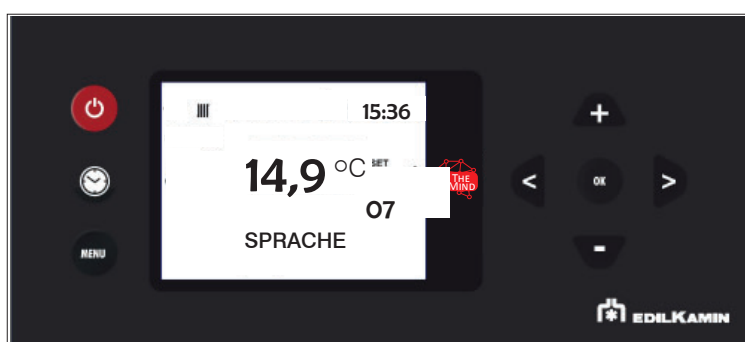 15:36
14,9 °C
SET
THE
MIND
07
SPRACHE
MENU
+
<
OK
>
-
EDILKAMIN